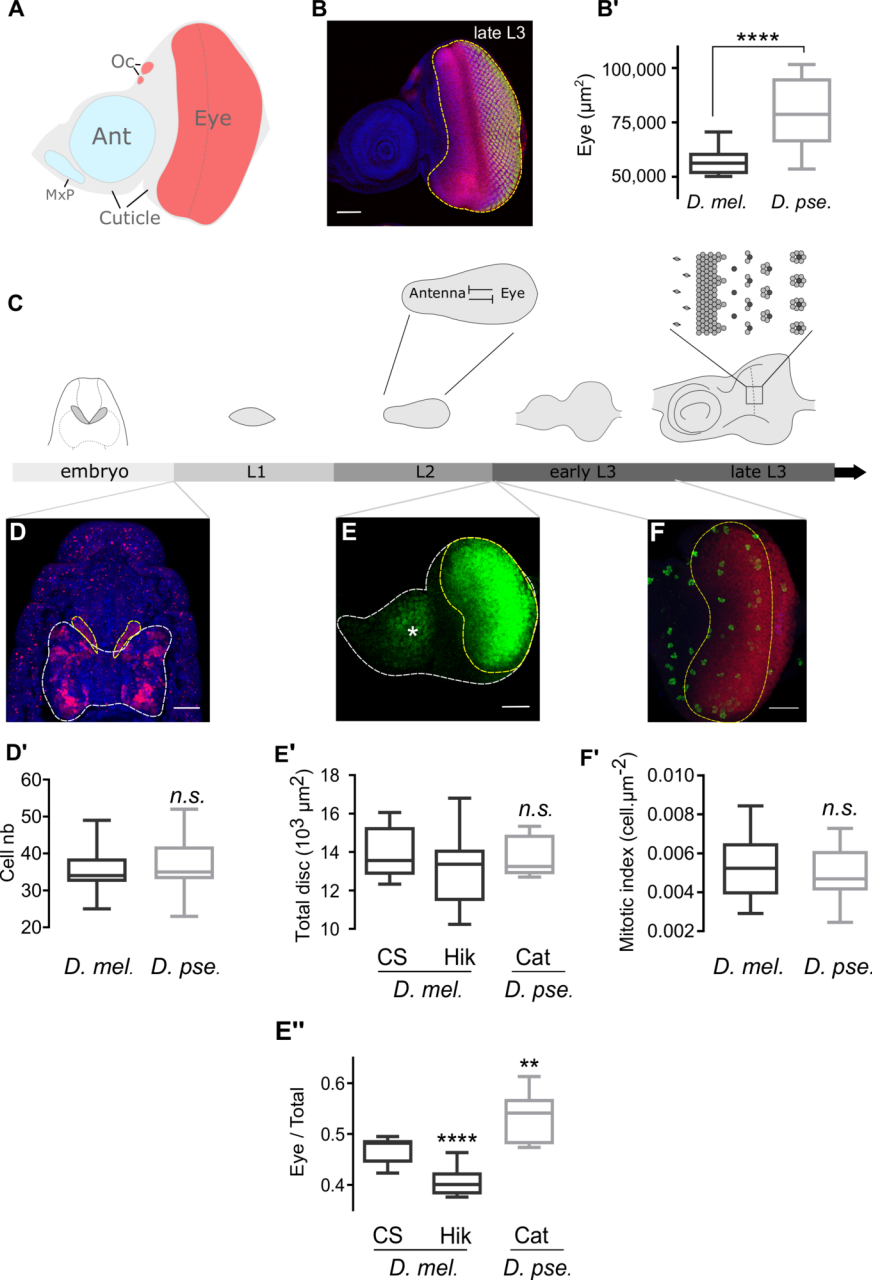 A
Oc
Ant
Eye
MxP
Cuticle
B
late L3
B'
****
Eye (µm²)
100,000
75,000
50,000
D. mel.
D. pse.
C
Antenna
Eye
embryo
L1
L2
early L3
late L3
D
E
*
F
D'
Cell nb
60
50
40
30
20
n.s.
D. mel.
D. pse.
E'
Total disc (10³ µm²)
18
16
14
12
10
n.s.
CS
Hik
Cat
D. mel.
D. pse.
F'
Mitotic index (cell.µm⁻²)
0.010
0.008
0.006
0.004
0.002
n.s.
D. mel.
D. pse.
E''
Eye / Total
0.6
0.5
0.4
****
**
CS
Hik
Cat
D. mel.
D. pse.